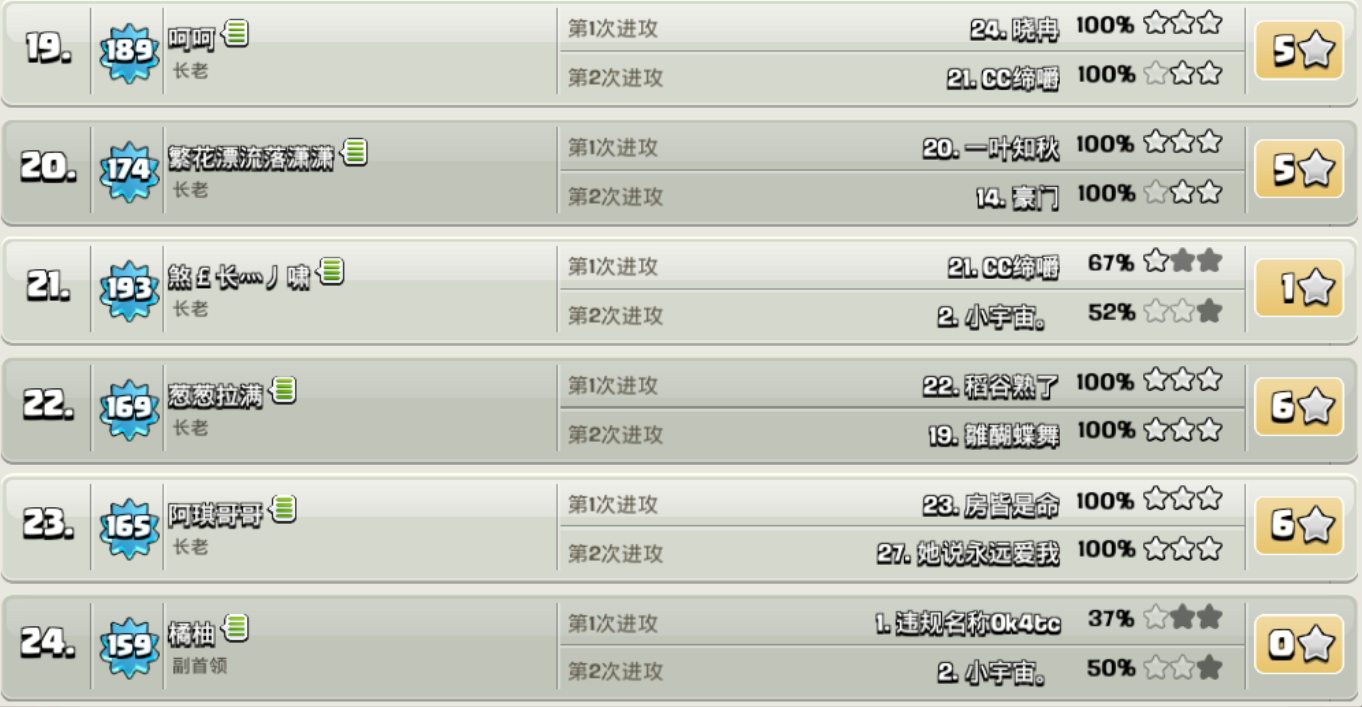 19. 189 呵呵 长老 第1次进攻 24. 晓冉 100% 5
第2次进攻 21. CC缔嚼 100%
20. 174 繁花漂流落潇潇 长老 第1次进攻 20. 一叶知秋 100% 5
第2次进攻 14. 豪门 100%
21. 193 煞£长灬丿啸 长老 第1次进攻 21. CC缔嚼 67% 1
第2次进攻 2. 小宇宙。 52%
22. 169 葱葱拉满 长老 第1次进攻 22. 稻谷熟了 100% 6
第2次进攻 19. 雛醐蝶舞 100%
23. 165 阿琪哥哥 长老 第1次进攻 23. 房皆是命 100% 6
第2次进攻 27. 她说永远爱我 100%
24. 159 橘柚 副首领 第1次进攻 1. 违规名称0k4tc 37% 0
第2次进攻 2. 小宇宙。 50%